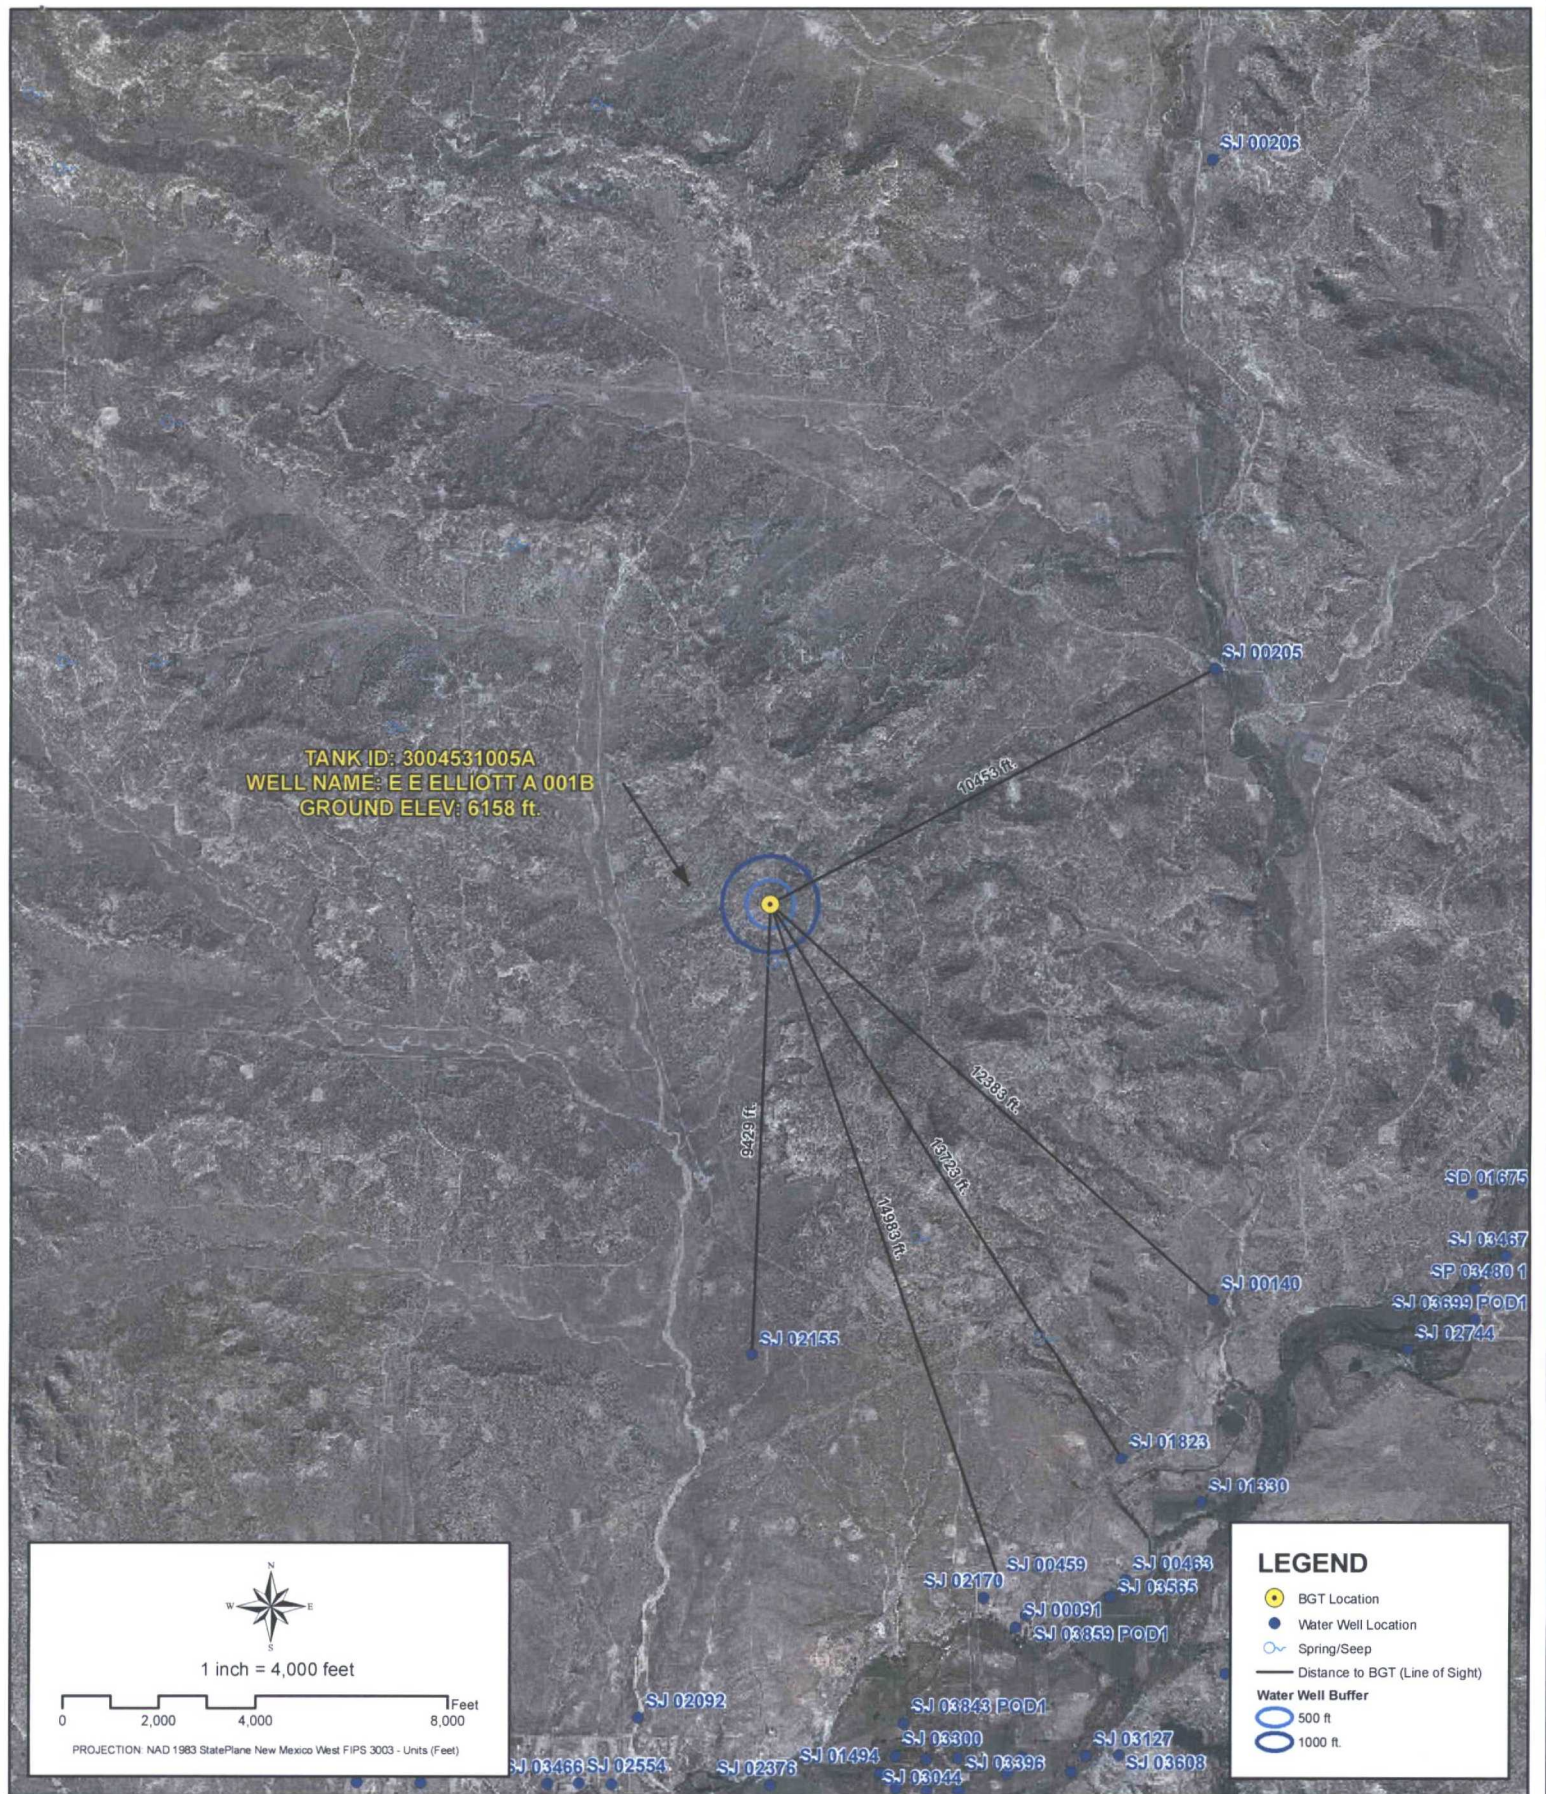 SJ 00206
SJ 00205
TANK ID: 3004531005A
WELL NAME: E E ELLIOTT A 001B
GROUND ELEV: 6158 ft.
10453 ft.
12383 ft.
9429 ft.
13723 ft.
14983 ft.
SD 01675
SJ 03467
SP 03480 1
SJ 00140
SJ 03699 POD1
SJ 02744
SJ 02155
SJ 01823
SJ 01330
SJ 00459
SJ 00463
SJ 02170
SJ 03565
SJ 00091
SJ 03859 POD1
SJ 02092
SJ 03843 POD1
SJ 03300
SJ 03127
SJ 01494
SJ 03396
SJ 03608
SJ 03466
SJ 02554
SJ 02376
SJ 03044
N
W
E
S
1 inch = 4,000 feet
Feet
0 2,000 4,000 8,000
PROJECTION: NAD 1983 StatePlane New Mexico West FIPS 3003 - Units (Feet)
LEGEND
BGT Location
Water Well Location
Spring/Seep
Distance to BGT (Line of Sight)
Water Well Buffer
500 ft
1000 ft.